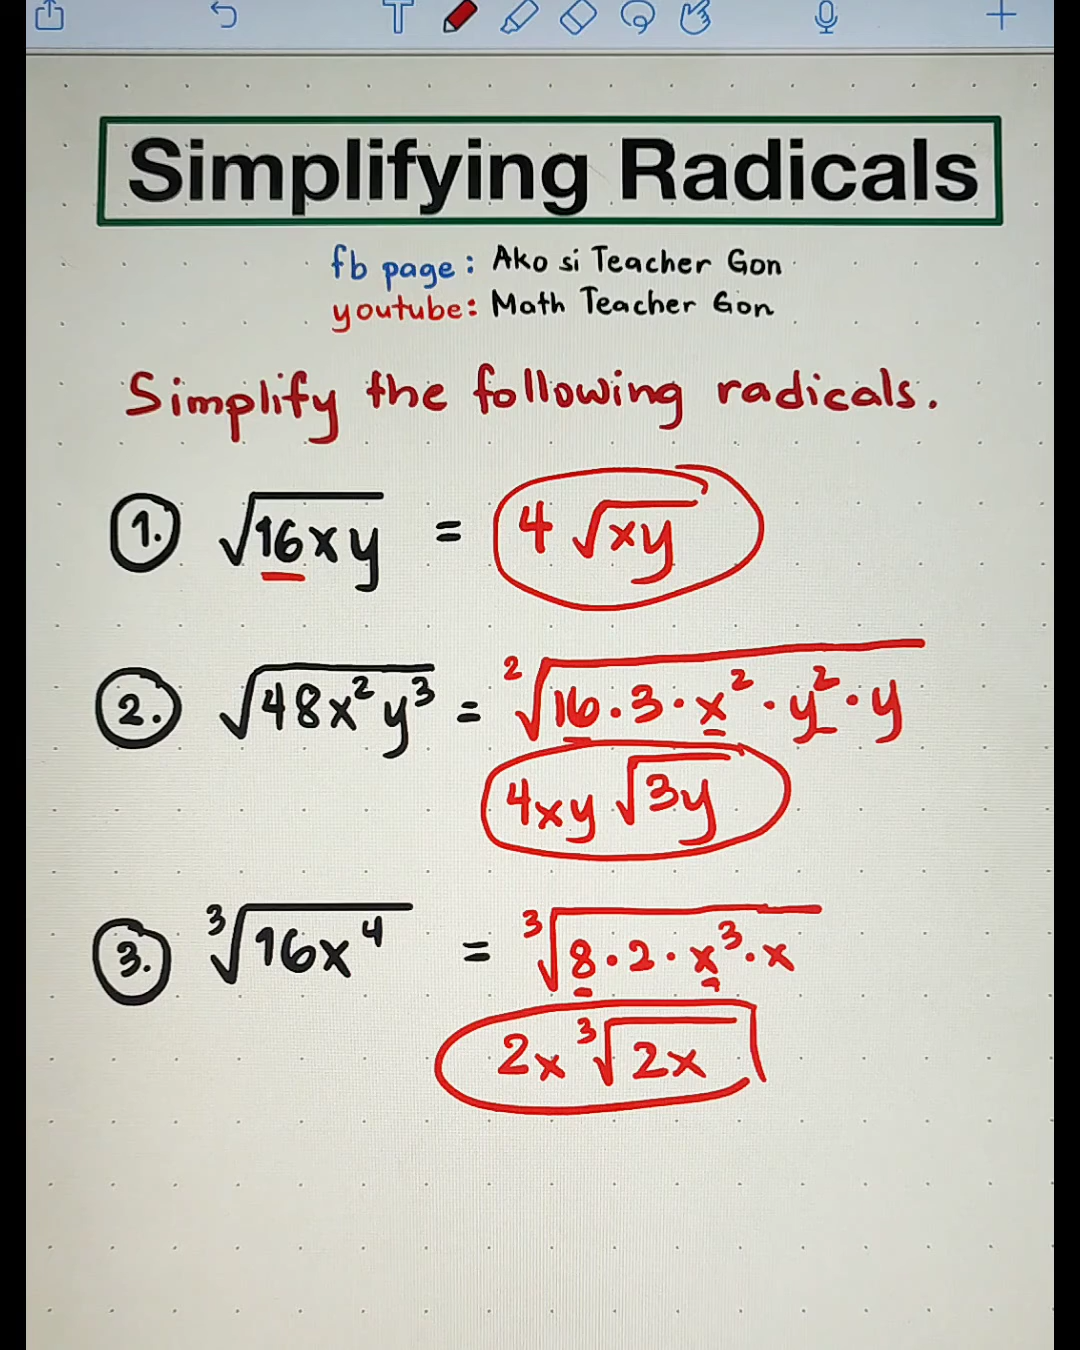 Simplifying Radicals
fb page: Ako si Teacher Gon
youtube: Math Teacher Gon
Simplify the following radicals.
1. √16xy = 4√xy
2. √48x²y³ = ²√16·3·x²·y²·y
4xy√3y
3. ³√16x⁴ = ³√8·2·x³·x
2x³√2x